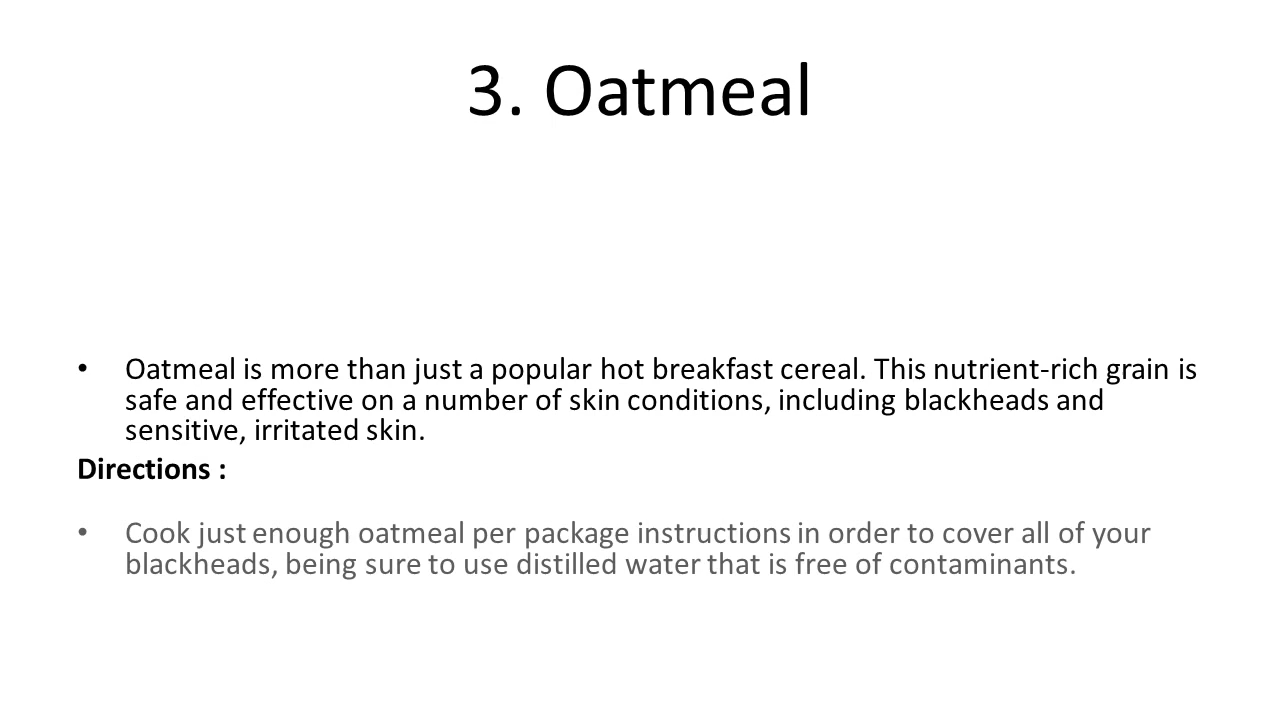 3. Oatmeal
• Oatmeal is more than just a popular hot breakfast cereal. This nutrient-rich grain is
safe and effective on a number of skin conditions, including blackheads and
sensitive, irritated skin.
Directions :
• Cook just enough oatmeal per package instructions in order to cover all of your
blackheads, being sure to use distilled water that is free of contaminants.